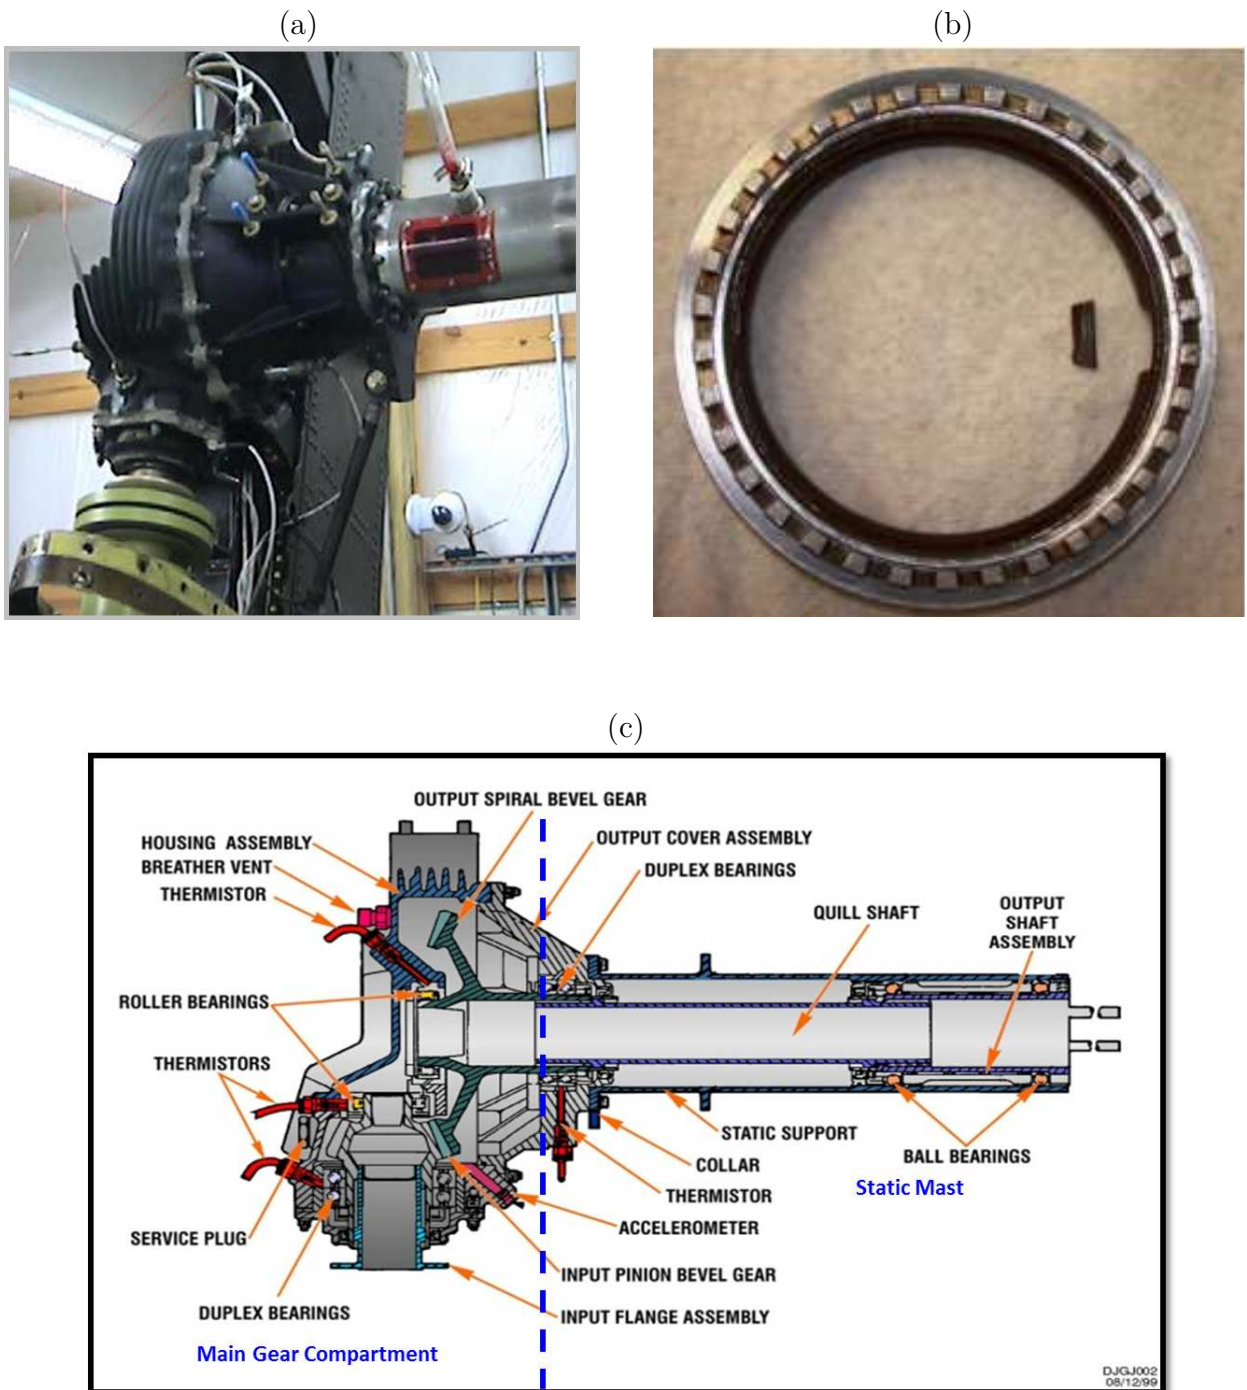 (a)
(b)
(c)
OUTPUT SPIRAL BEVEL GEAR
HOUSING ASSEMBLY
BREATHER VENT
THERMISTOR
OUTPUT COVER ASSEMBLY
DUPLEX BEARINGS
QUILL SHAFT
OUTPUT
SHAFT
ASSEMBLY
ROLLER BEARINGS
THERMISTORS
STATIC SUPPORT
COLLAR
THERMISTOR
ACCELEROMETER
BALL BEARINGS
Static Mast
SERVICE PLUG
INPUT PINION BEVEL GEAR
DUPLEX BEARINGS
INPUT FLANGE ASSEMBLY
Main Gear Compartment
DJGJ002
08/12/99